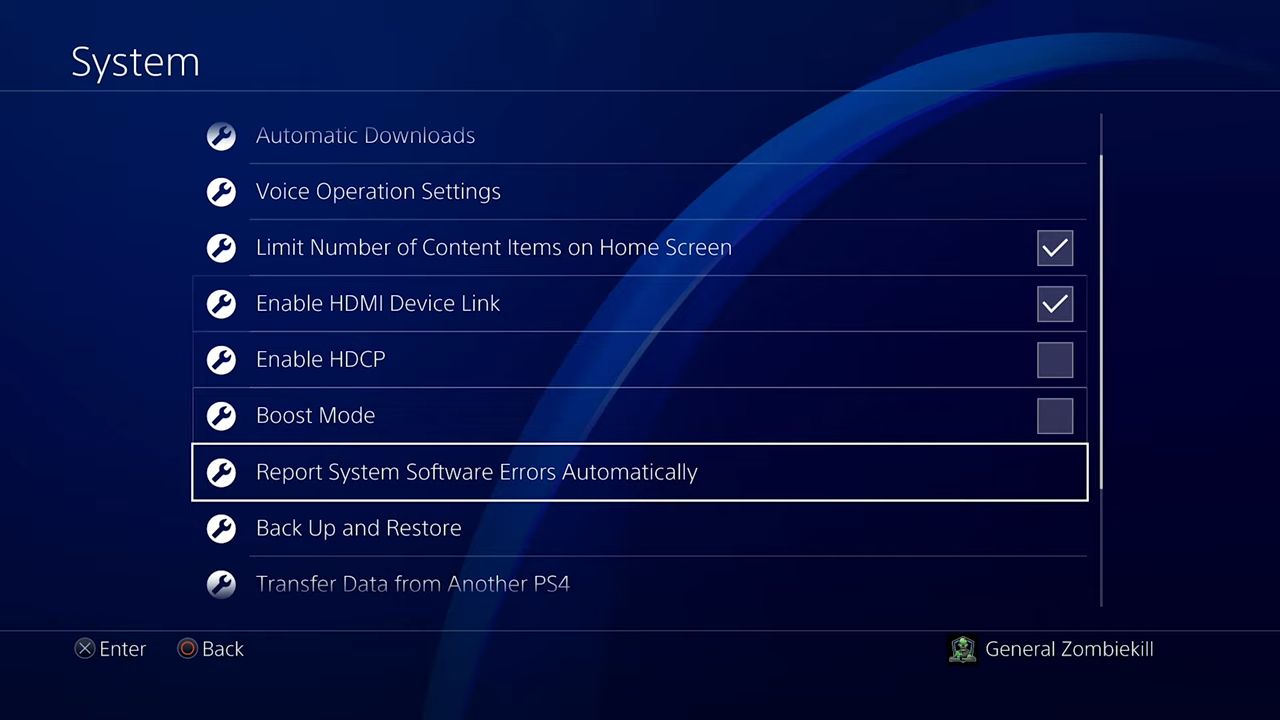 System
Automatic Downloads
Voice Operation Settings
Limit Number of Content Items on Home Screen
Enable HDMI Device Link
Enable HDCP
Boost Mode
Report System Software Errors Automatically
Back Up and Restore
Transfer Data from Another PS4
Enter Back General Zombiekill